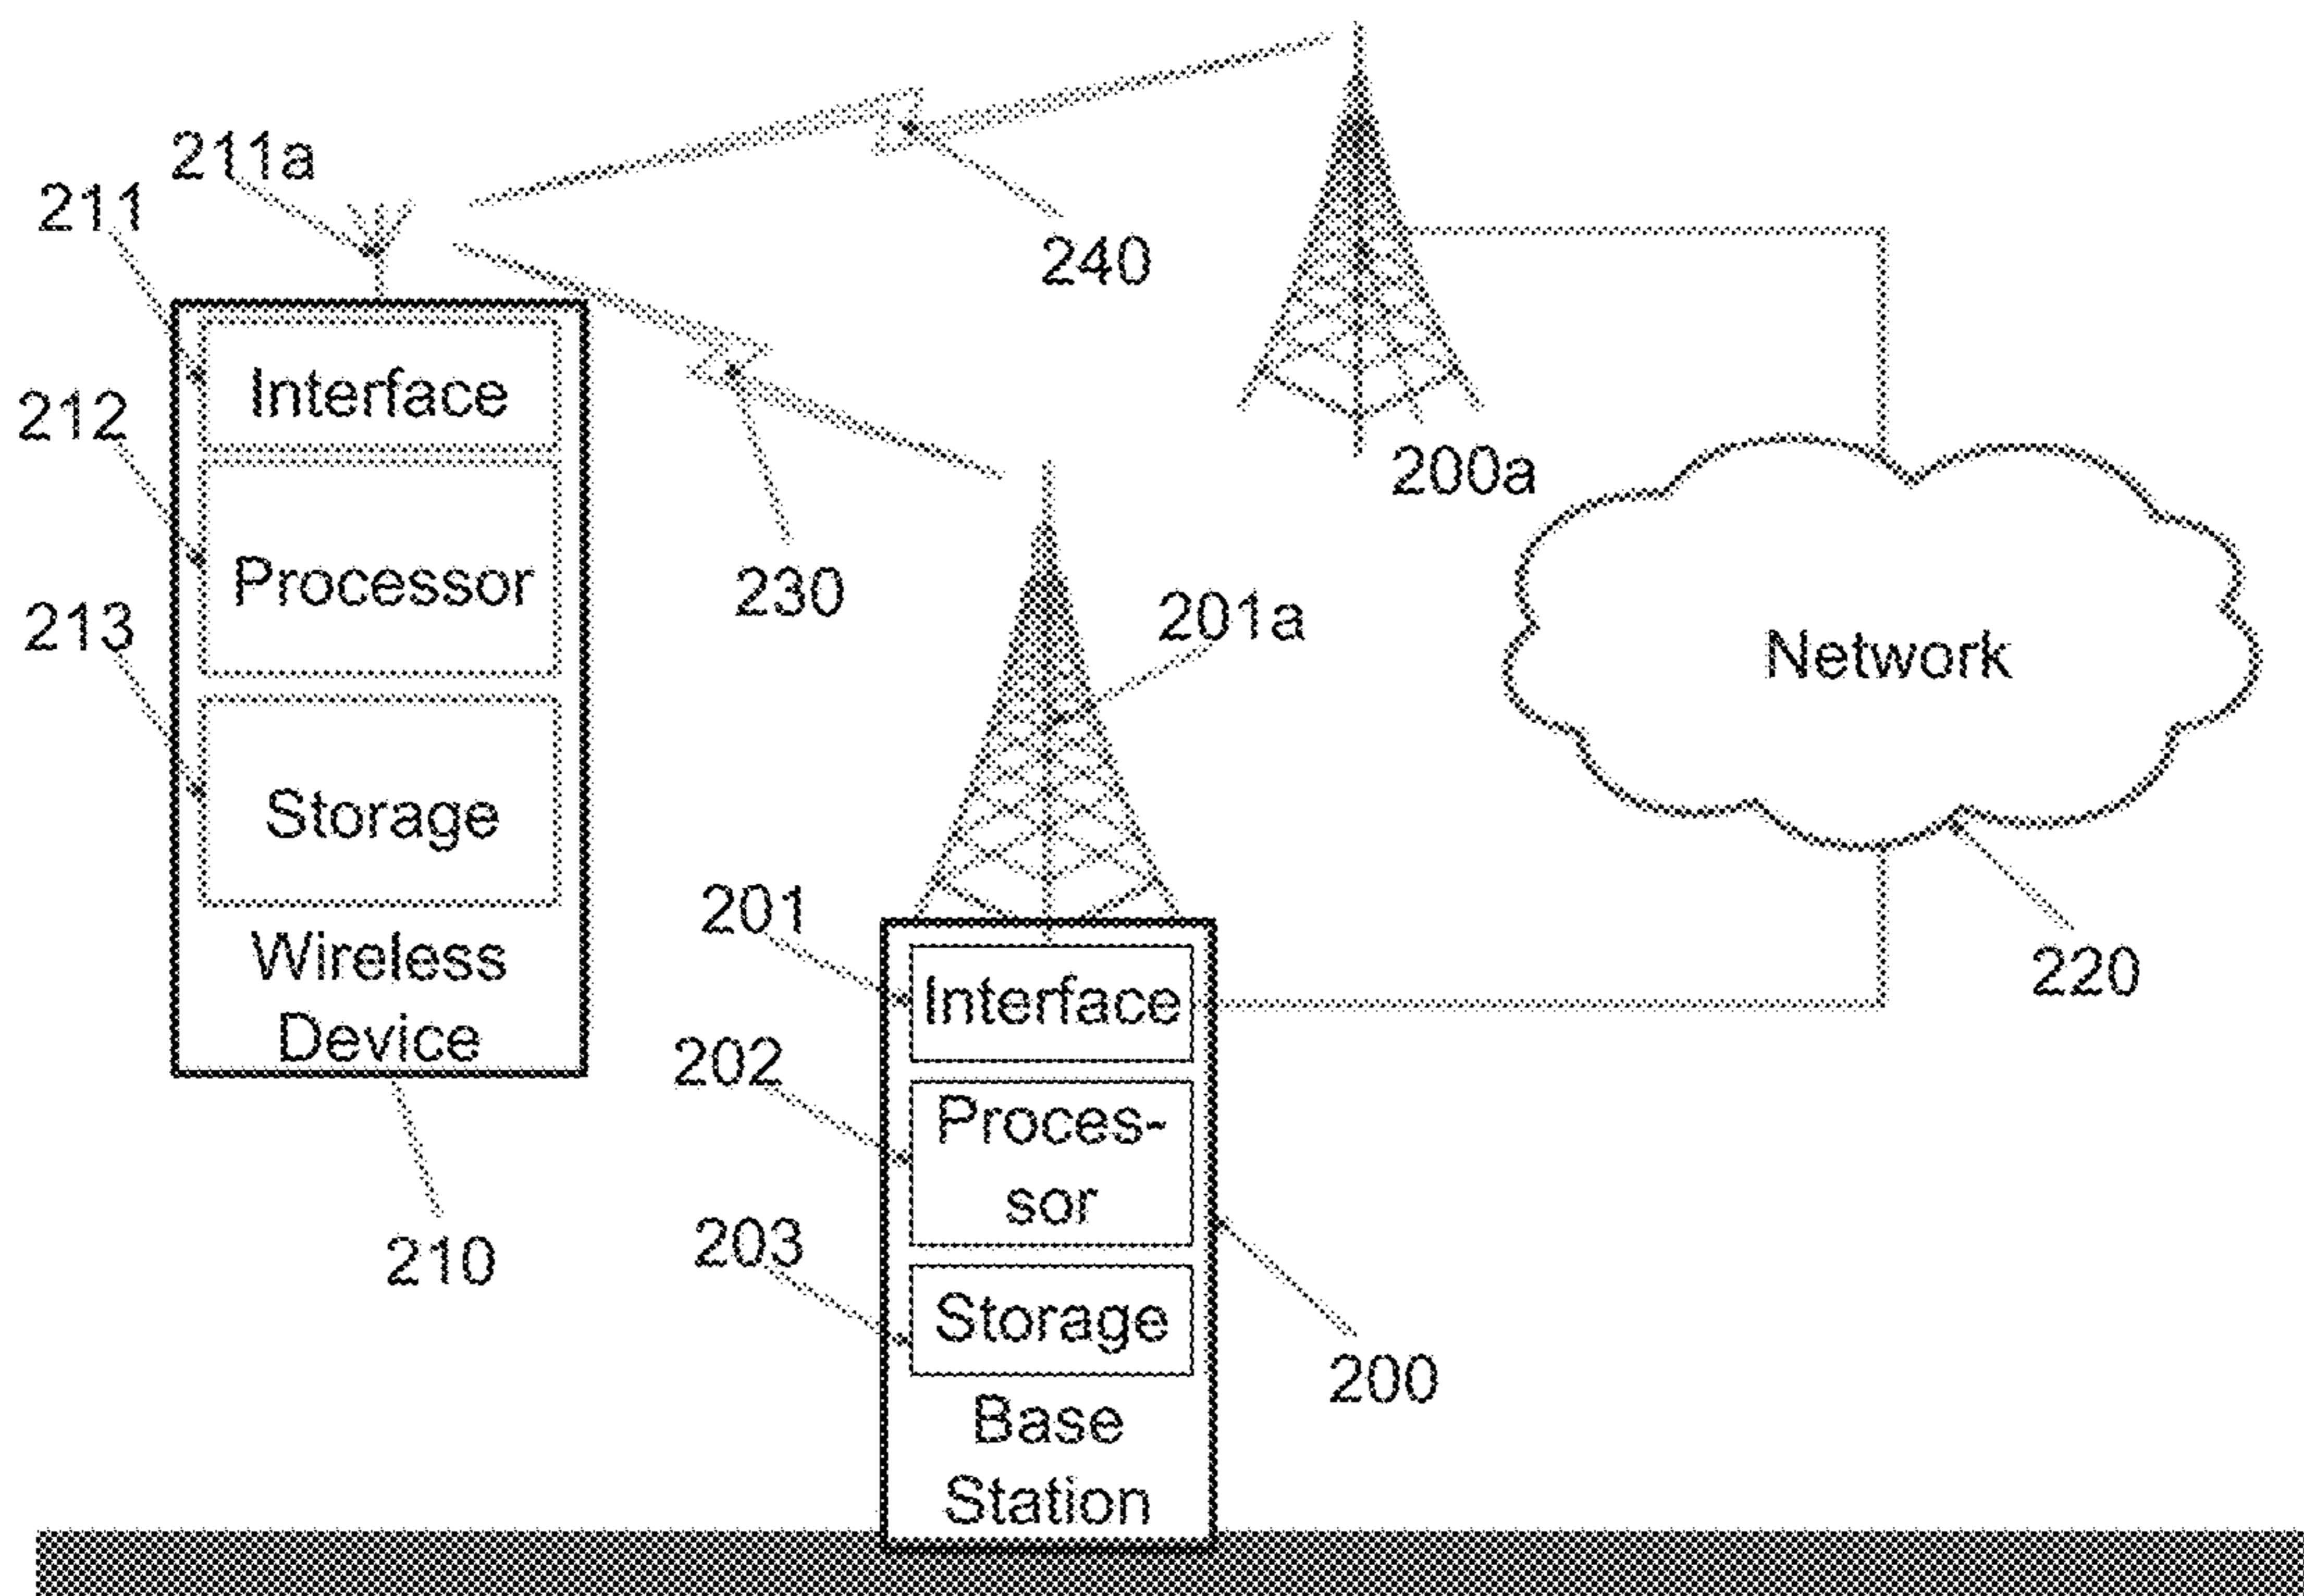 211a
211
240
Interface
212
200a
Processor
230
213
201a
Network
Storage
201
Wireless
Device
Interface
220
202
Proces-
sor
210
203
Storage
200
Base
Station